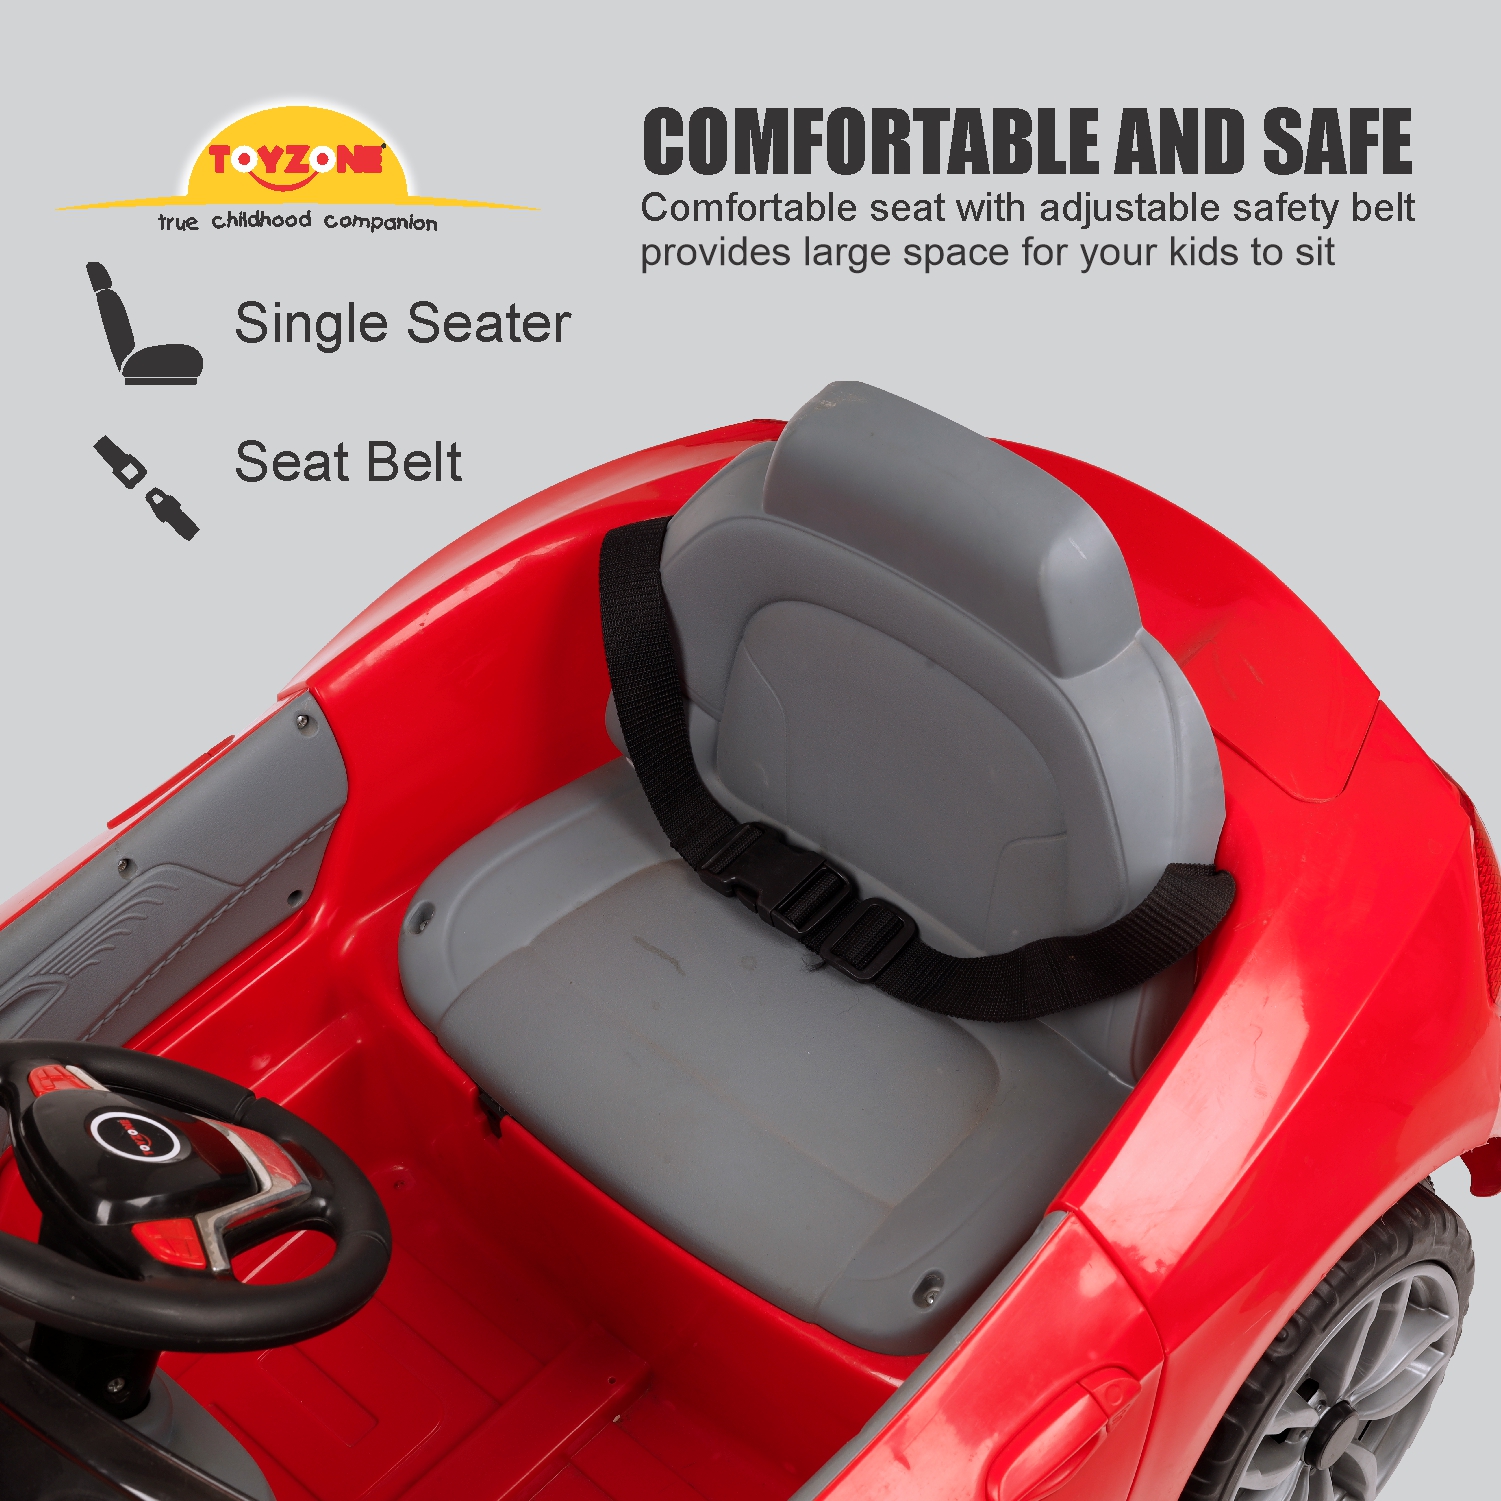 TOYZONE
true childhood companion
COMFORTABLE AND SAFE
Comfortable seat with adjustable safety belt
provides large space for your kids to sit
Single Seater
Seat Belt